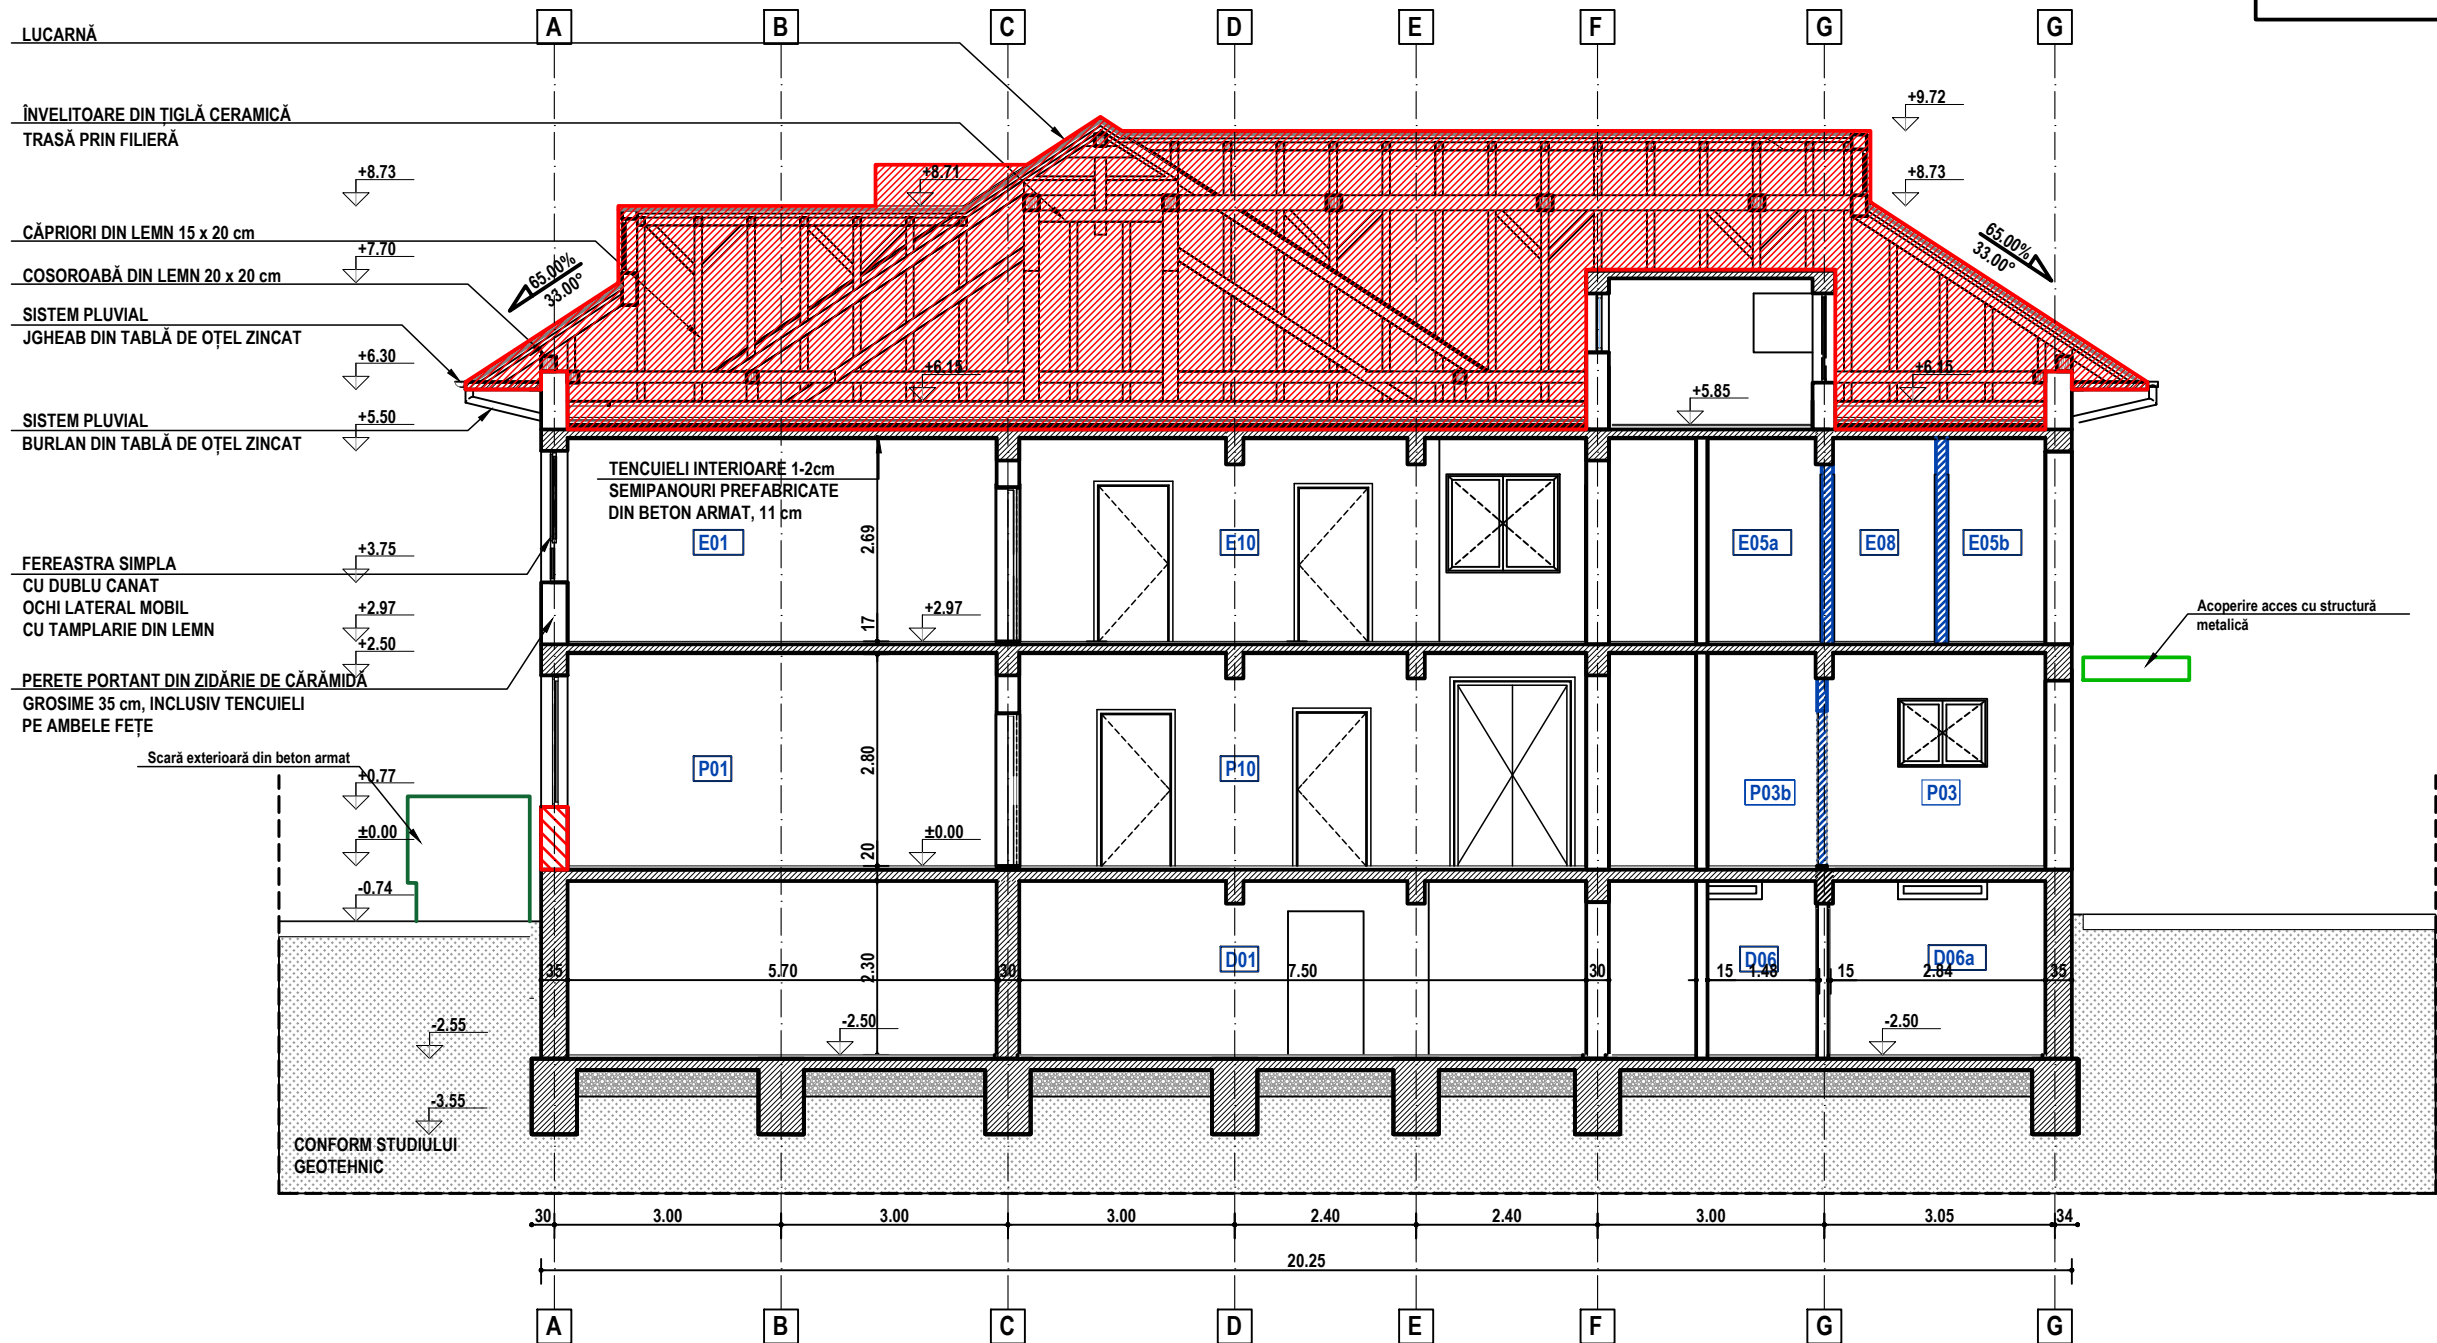 A B C D E F G G
LUCARNĂ
ÎNVELITOARE DIN ȚIGLĂ CERAMICĂ
TRASĂ PRIN FILIERĂ
+9.72
+8.73
+8.71
+8.73
CĂPRIORI DIN LEMN 15 x 20 cm
+7.70
65.00%
33.00°
65.00%
33.00°
COSOROABĂ DIN LEMN 20 x 20 cm
SISTEM PLUVIAL
JGHEAB DIN TABLĂ DE OȚEL ZINCAT
+6.30
+6.15
+6.15
+5.85
SISTEM PLUVIAL
BURLAN DIN TABLĂ DE OȚEL ZINCAT
+5.50
TENCUIELI INTERIOARE 1-2cm
SEMIPANOURI PREFABRICATE
DIN BETON ARMAT, 11 cm
E01
2.69
E10
E05a
E08
E05b
+3.75
FEREASTRA SIMPLA
CU DUBLU CANAT
OCHI LATERAL MOBIL
CU TAMPLARIE DIN LEMN
+2.97
17
+2.97
+2.50
Acoperire acces cu structură
metalică
PERETE PORTANT DIN ZIDĂRIE DE CĂRĂMIDĂ
GROSIME 35 cm, INCLUSIV TENCUIELI
PE AMBELE FEȚE
Scară exterioară din beton armat
P01
2.80
P10
P03b
P03
+0.77
±0.00
20
±0.00
-0.74
D01
D06
D06a
35
5.70
2.30
30
7.50
30
15
1.48
15
2.84
35
-2.55
-2.50
-2.50
-3.55
CONFORM STUDIULUI
GEOTEHNIC
30 3.00 3.00 3.00 2.40 2.40 3.00 3.05 34
20.25
A B C D E F G G